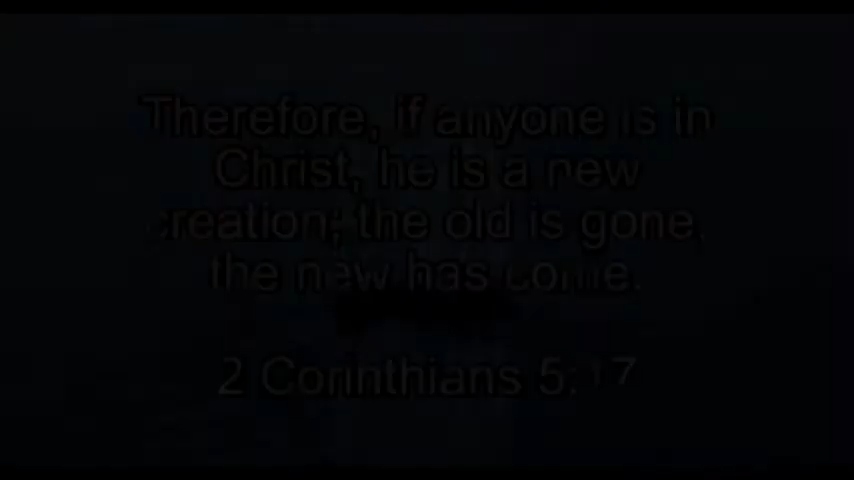 Therefore, if anyone is in
Christ, he is a new
creation; the old is gone,
the new has come.
2 Corinthians 5:17